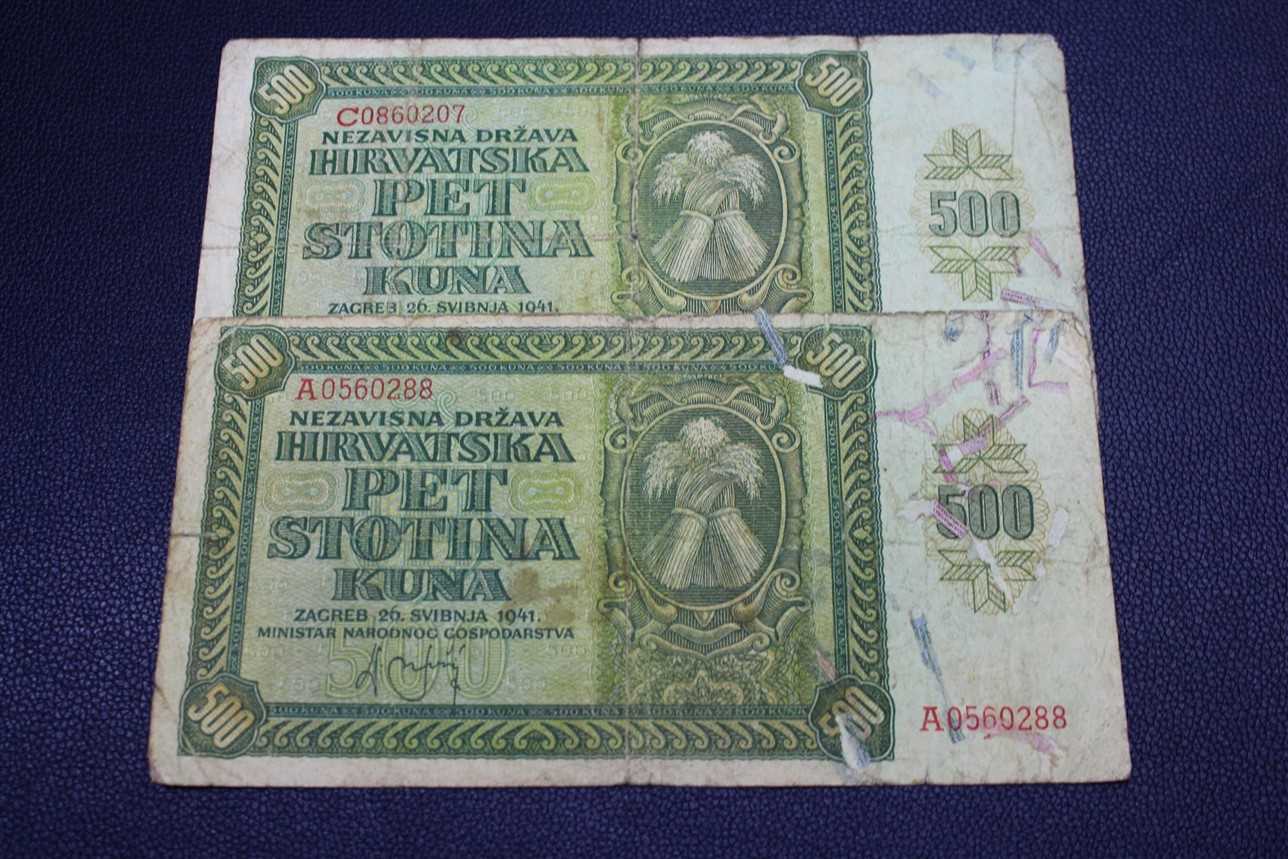 500 500
C0860207
NEZAVISNA DRŽAVA
HRVATSKA
PET
STOTINA
KUNA
ZAGREB 26. SVIBNJA 1941.
500
500 500
A0560288
NEZAVISNA DRŽAVA
HRVATSKA
PET
STOTINA
KUNA
ZAGREB 26. SVIBNJA 1941.
MINISTAR NARODNOG GOSPODARSTVA
500
500 500
500
A0560288